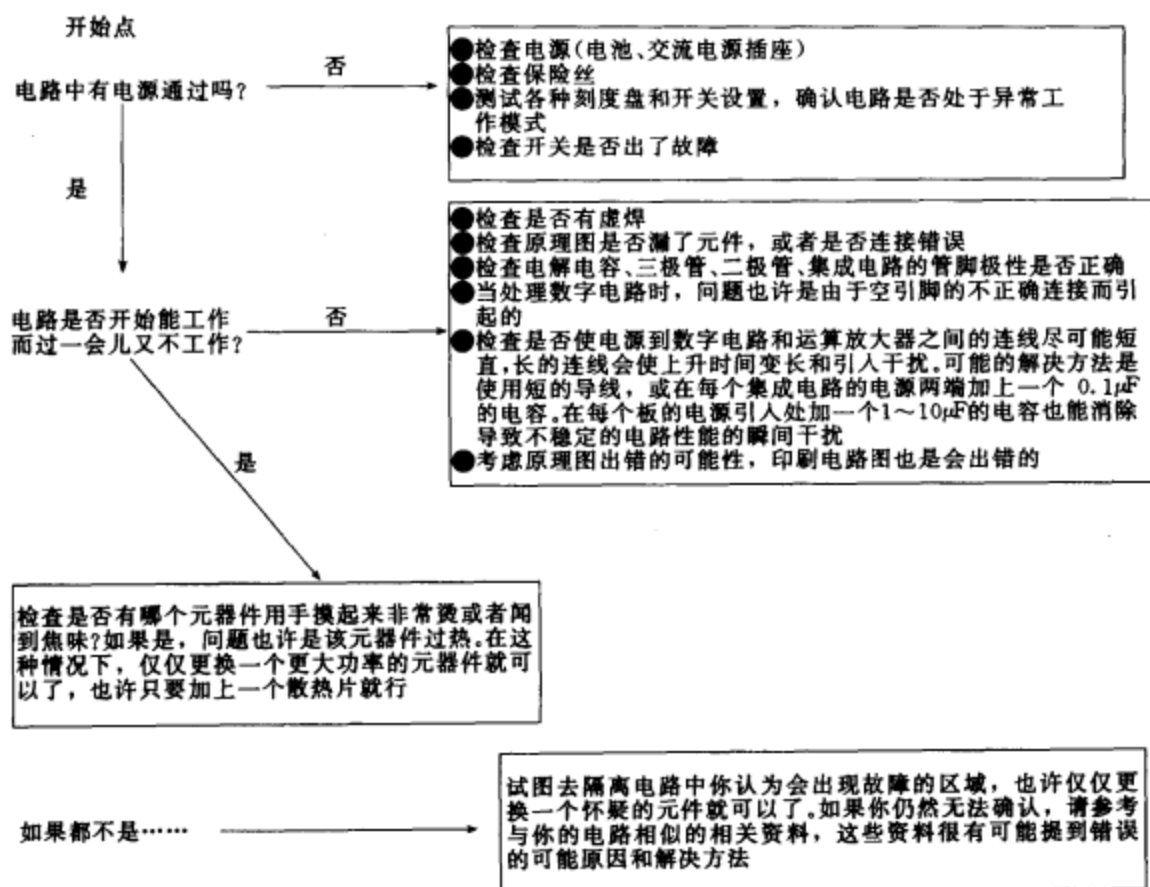 开始点
电路中有电源通过吗?
否
●检查电源(电池、交流电源插座)
●检查保险丝
●测试各种刻度盘和开关设置，确认电路是否处于异常工
作模式
●检查开关是否出了故障
是
电路是否开始能工作
而过一会儿又不工作?
否
●检查是否有虚焊
●检查原理图是否漏了元件，或者是否连接错误
●检查电解电容、三极管、二极管、集成电路的管脚极性是否正确
●当处理数字电路时，问题也许是由于空引脚的不正确连接而引
起的
●检查是否使电源到数字电路和运算放大器之间的连线尽可能短
直，长的连线会使上升时间变长和引入干扰。可能的解决方法是
使用短的导线，或在每个集成电路的电源两端加上一个 0.1μF
的电容。在每个板的电源引入处加一个1～10μF的电容也能消除
导致不稳定的电路性能的瞬间干扰
●考虑原理图出错的可能性，印刷电路图也是会出错的
是
检查是否有哪个元器件用手摸起来非常烫或者闻
到焦味?如果是，问题也许是该元器件过热。在这
种情况下，仅仅更换一个更大功率的元器件就可
以了，也许只要加上一个散热片就行
如果都不是……
试图去隔离电路中你认为会出现故障的区域，也许仅仅更
换一个怀疑的元件就可以了。如果你仍然无法确认，请参考
与你的电路相似的相关资料，这些资料很有可能提到错误
的可能原因和解决方法